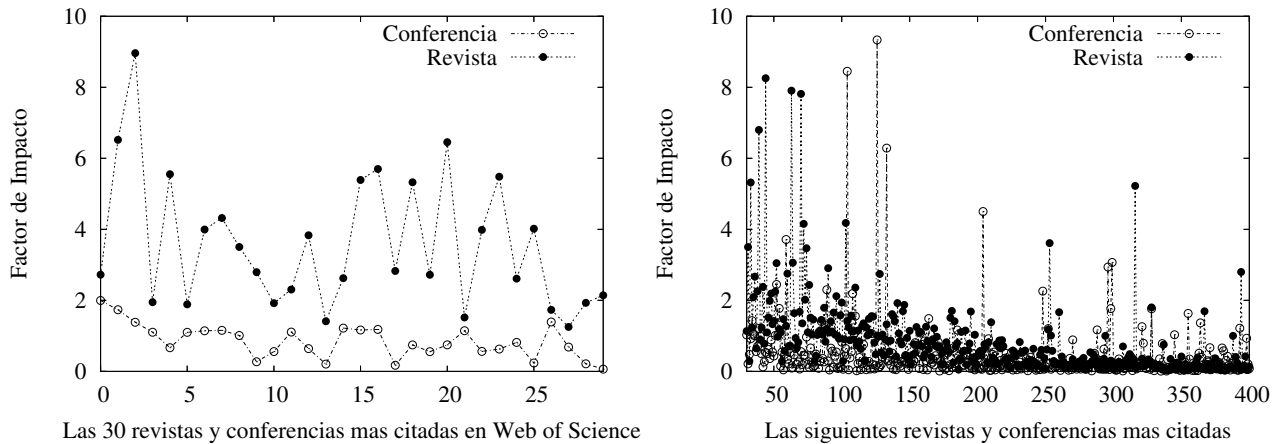 10
8
6
4
2
0
0 5 10 15 20 25
Factor de Impacto
Conferencia
Revista
Las 30 revistas y conferencias mas citadas en Web of Science
10
8
6
4
2
0
50 100 150 200 250 300 350 400
Factor de Impacto
Conferencia
Revista
Las siguientes revistas y conferencias mas citadas